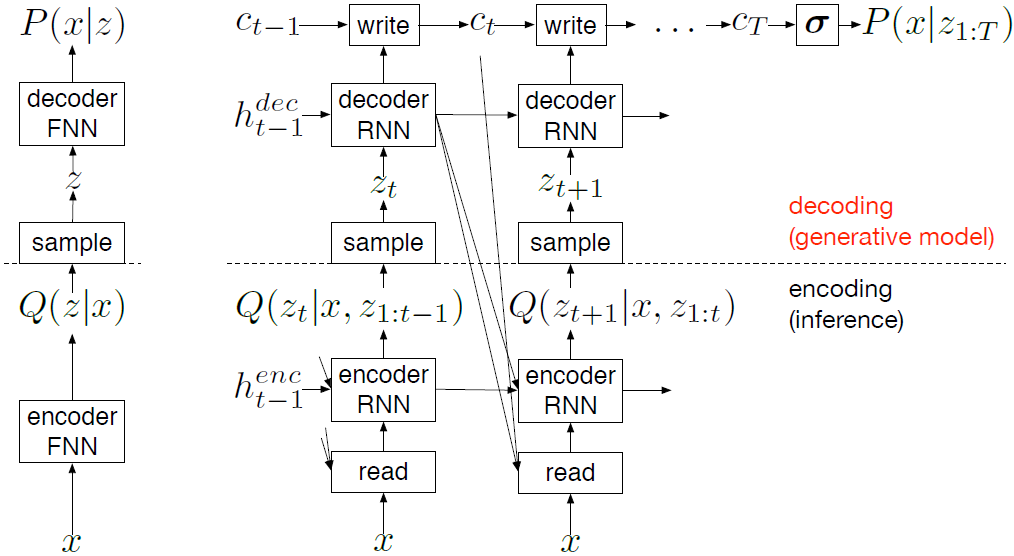 P(x|z)
decoder
FNN
z
sample
Q(z|x)
encoder
FNN
x
c_{t-1} write c_t write … c_T σ P(x|z_{1:T})
h_{t-1}^{dec} decoder RNN decoder RNN
z_t z_{t+1}
sample sample
decoding
(generative model)
Q(z_t|x, z_{1:t-1}) Q(z_{t+1}|x, z_{1:t})
encoding
(inference)
h_{t-1}^{enc} encoder RNN encoder RNN
read read
x x